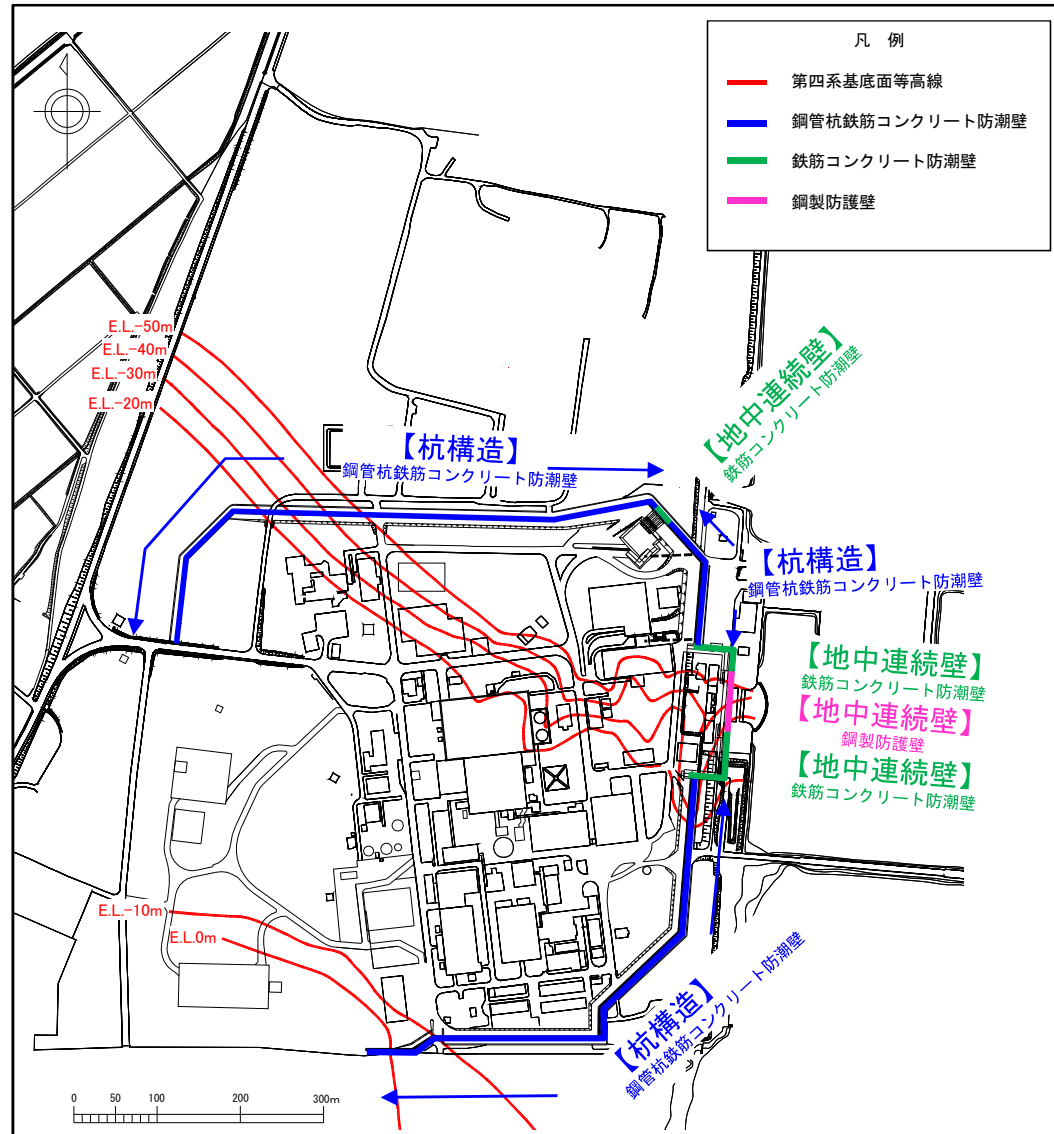 凡 例
第四系基底面等高線
鋼管杭鉄筋コンクリート防潮壁
鉄筋コンクリート防潮壁
鋼製防護壁
E.L.-50m
E.L.-40m
E.L.-30m
E.L.-20m
【杭構造】
鋼管杭鉄筋コンクリート防潮壁
【地中連続壁】
鉄筋コンクリート防潮壁
【杭構造】
鋼管杭鉄筋コンクリート防潮壁
【地中連続壁】
鉄筋コンクリート防潮壁
【地中連続壁】
鋼製防護壁
【地中連続壁】
鉄筋コンクリート防潮壁
E.L.-10m
E.L.0m
【杭構造】
鋼管杭鉄筋コンクリート防潮壁
0 50 100 200 300m